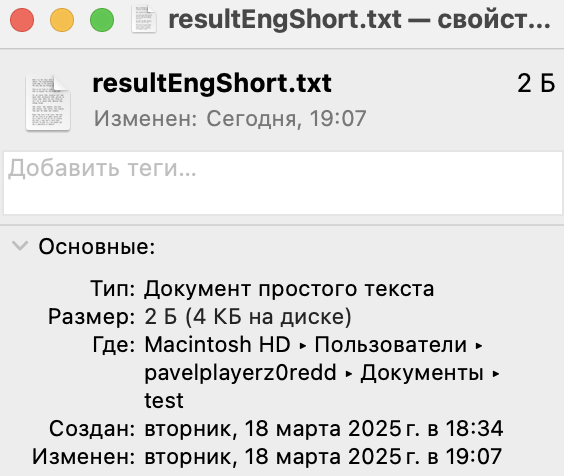 resultEngShort.txt — свойст...
resultEngShort.txt 2 Б
Изменен: Сегодня, 19:07
Добавить теги...
Основные:
Тип: Документ простого текста
Размер: 2 Б (4 КБ на диске)
Где: Macintosh HD ▸ Пользователи ▸
pavelplayerz0redd ▸ Документы ▸
test
Создан: вторник, 18 марта 2025 г. в 18:34
Изменен: вторник, 18 марта 2025 г. в 19:07